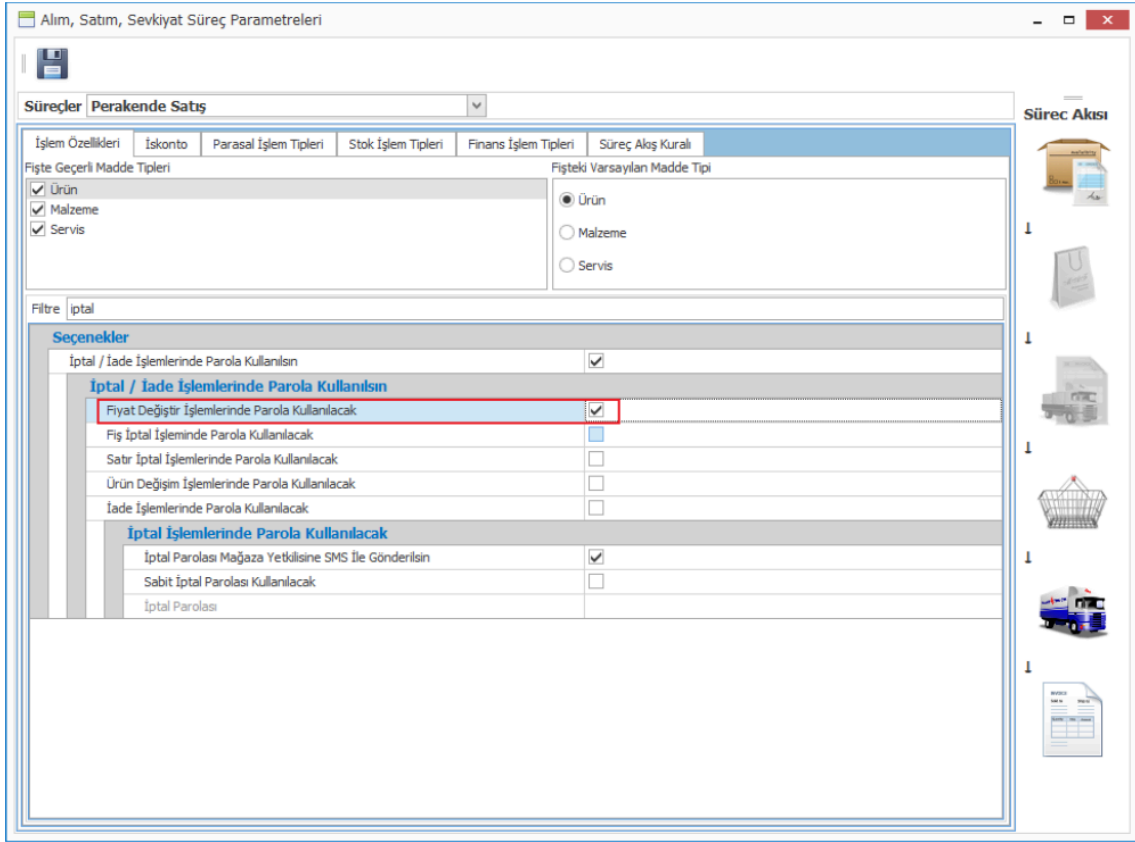 Alım, Satım, Sevkiyat Süreç Parametreleri
Süreçler Perakende Satış
Sürec Akısı
İşlem Özellikleri İskonto Parasal İşlem Tipleri Stok İşlem Tipleri Finans İşlem Tipleri Süreç Akış Kuralı
Fişte Geçerli Madde Tipleri
Ürün
Malzeme
Servis
Fişteki Varsayılan Madde Tipi
Ürün
Malzeme
Servis
Filtre iptal
Seçenekler
İptal / İade İşlemlerinde Parola Kullanılsın
İptal / İade İşlemlerinde Parola Kullanılsın
Fiyat Değiştir İşlemlerinde Parola Kullanılacak
Fiş İptal İşleminde Parola Kullanılacak
Satır İptal İşlemlerinde Parola Kullanılacak
Ürün Değişim İşlemlerinde Parola Kullanılacak
İade İşlemlerinde Parola Kullanılacak
İptal İşlemlerinde Parola Kullanılacak
İptal Parolası Mağaza Yetkilisine SMS İle Gönderilsin
Sabit İptal Parolası Kullanılacak
İptal Parolası
INVOICE